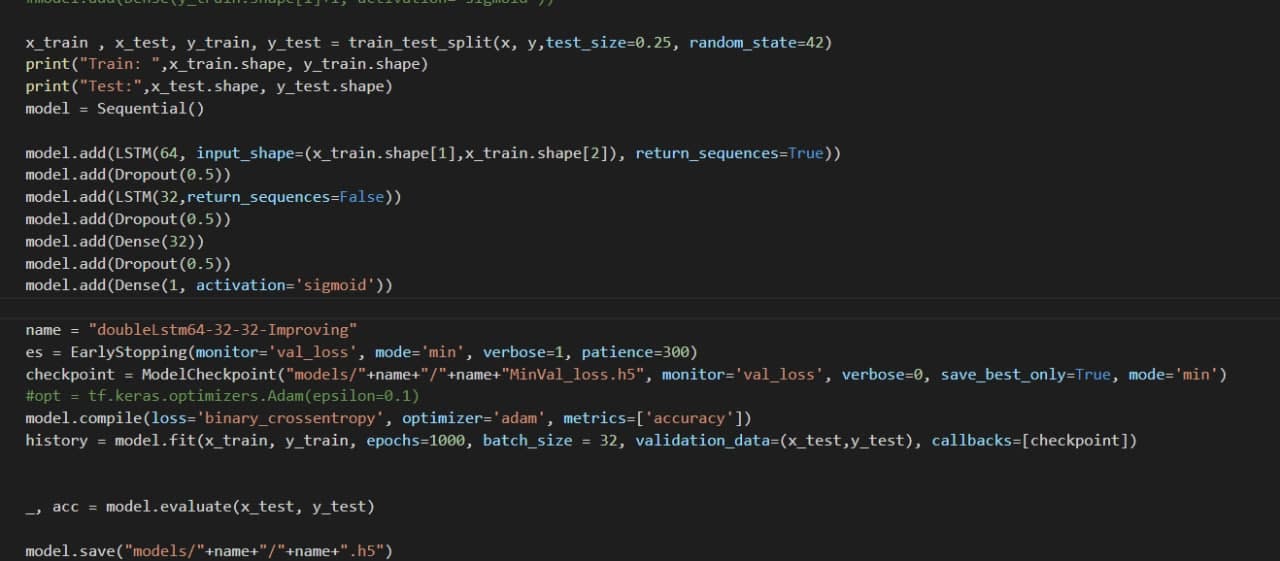 #model.add(Dense(y_train.shape[1]+1, activation='sigmoid'))
x_train , x_test, y_train, y_test = train_test_split(x, y,test_size=0.25, random_state=42)
print("Train: ",x_train.shape, y_train.shape)
print("Test:",x_test.shape, y_test.shape)
model = Sequential()
model.add(LSTM(64, input_shape=(x_train.shape[1],x_train.shape[2]), return_sequences=True))
model.add(Dropout(0.5))
model.add(LSTM(32,return_sequences=False))
model.add(Dropout(0.5))
model.add(Dense(32))
model.add(Dropout(0.5))
model.add(Dense(1, activation='sigmoid'))
name = "doubleLstm64-32-32-Improving"
es = EarlyStopping(monitor='val_loss', mode='min', verbose=1, patience=300)
checkpoint = ModelCheckpoint("models/"+name+"/"+name+"MinVal_loss.h5", monitor='val_loss', verbose=0, save_best_only=True, mode='min')
#opt = tf.keras.optimizers.Adam(epsilon=0.1)
model.compile(loss='binary_crossentropy', optimizer='adam', metrics=['accuracy'])
history = model.fit(x_train, y_train, epochs=1000, batch_size = 32, validation_data=(x_test,y_test), callbacks=[checkpoint])
_, acc = model.evaluate(x_test, y_test)
model.save("models/"+name+"/"+name+".h5")